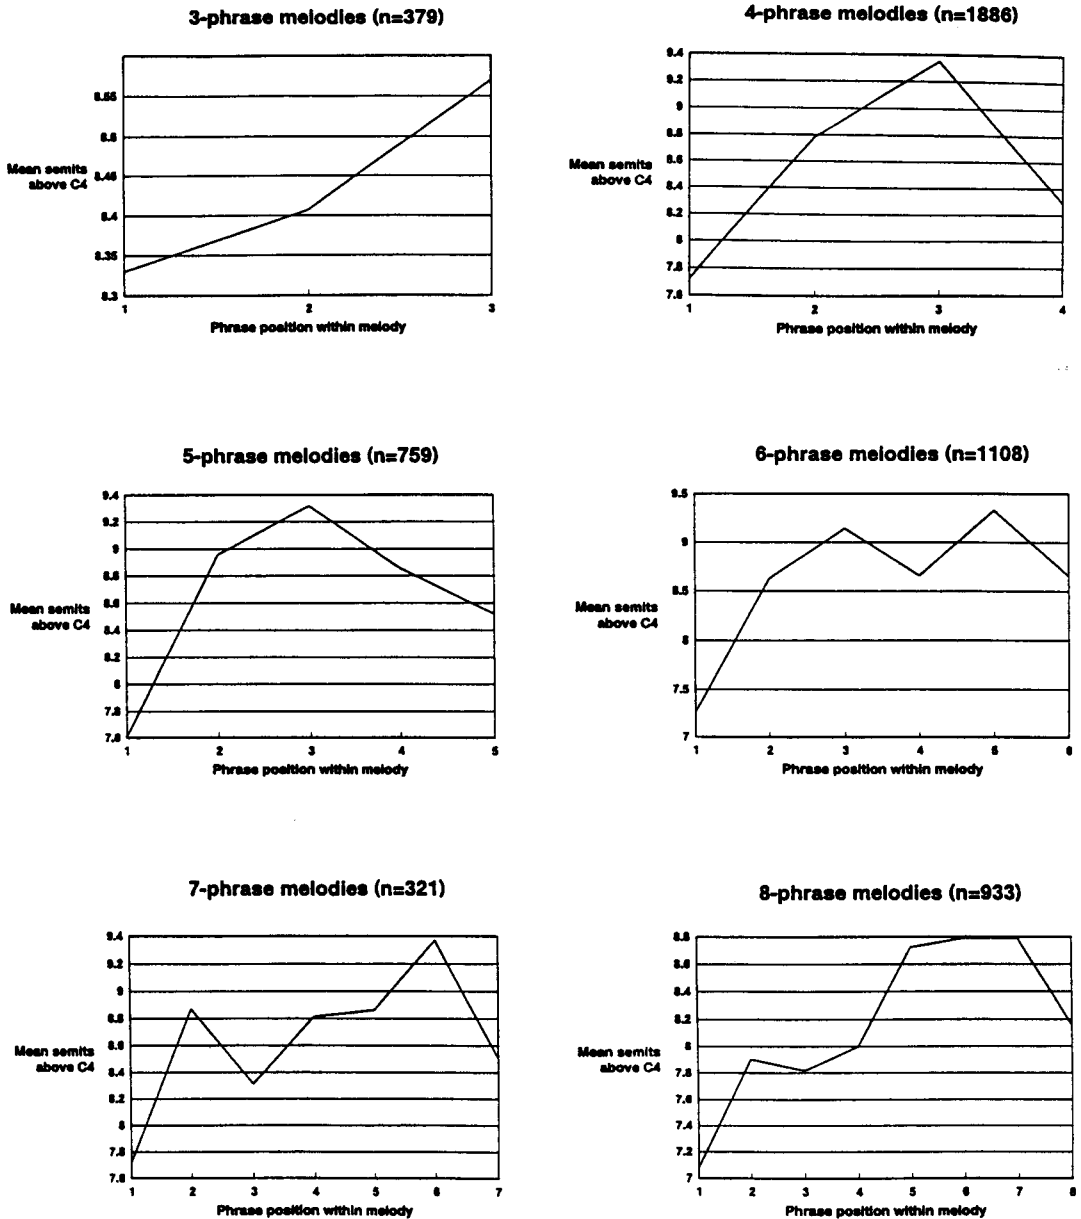 3-phrase melodies (n=379)
8.55
8.5
8.45
8.4
8.35
8.3
Mean semits
above C4
1 2 3
Phrase position within melody
4-phrase melodies (n=1886)
9.4
9.2
9
8.8
8.6
8.4
8.2
8
7.8
7.6
Mean semits
above C4
1 2 3 4
Phrase position within melody
5-phrase melodies (n=759)
9.4
9.2
9
8.8
8.6
8.4
8.2
8
7.8
7.6
Mean semits
above C4
1 2 3 4 5
Phrase position within melody
6-phrase melodies (n=1108)
9.5
9
8.5
8
7.5
7
Mean semits
above C4
1 2 3 4 5 6
Phrase position within melody
7-phrase melodies (n=321)
9.4
9.2
9
8.8
8.6
8.4
8.2
8
7.8
7.6
Mean semits
above C4
1 2 3 4 5 6 7
Phrase position within melody
8-phrase melodies (n=933)
8.8
8.6
8.4
8.2
8
7.8
7.6
7.4
7.2
7
Mean semits
above C4
1 2 3 4 5 6 7 8
Phrase position within melody